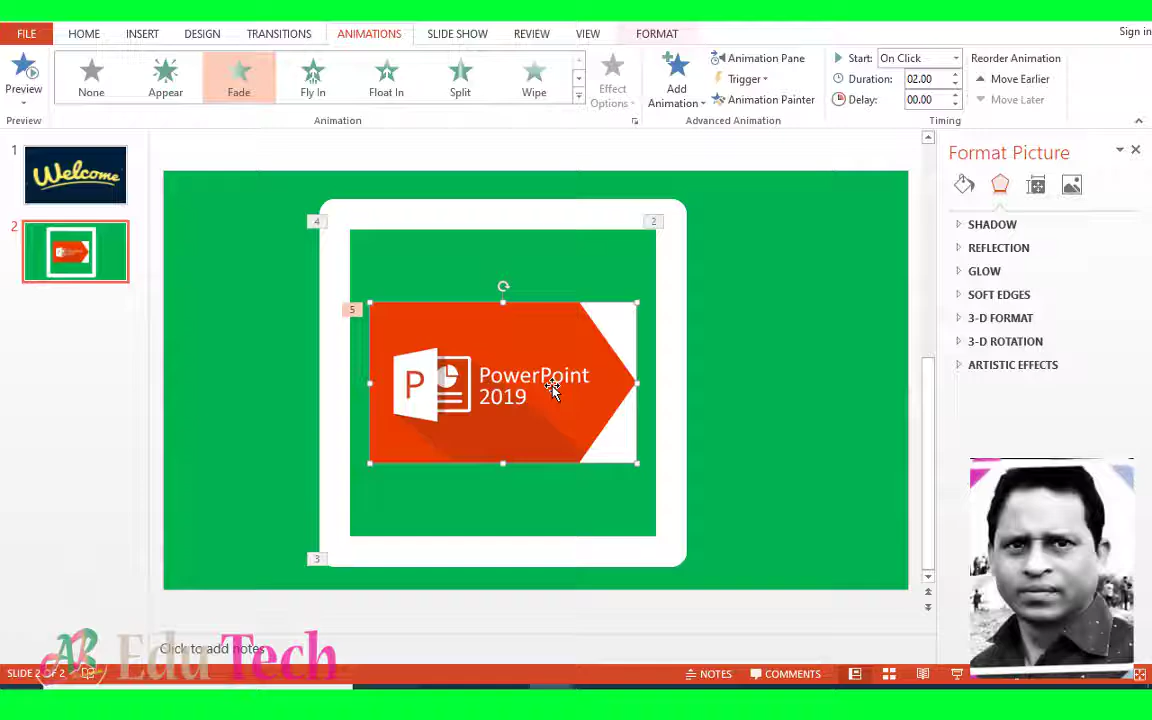 FILE HOME INSERT DESIGN TRANSITIONS ANIMATIONS SLIDE SHOW REVIEW VIEW FORMAT Sign in
Preview
None Appear Fade Fly In Float In Split Wipe
Effect Options
Add Animation
Animation Pane
Trigger
Animation Painter
Start: On Click
Duration: 02.00
Delay: 00.00
Reorder Animation
Move Earlier
Move Later
Preview Animation Advanced Animation Timing
1
Welcome
2
4
2
5
3
P
PowerPoint
2019
Format Picture
SHADOW
REFLECTION
GLOW
SOFT EDGES
3-D FORMAT
3-D ROTATION
ARTISTIC EFFECTS
Click to add notes
Edu Tech
SLIDE 2 OF 2 NOTES COMMENTS